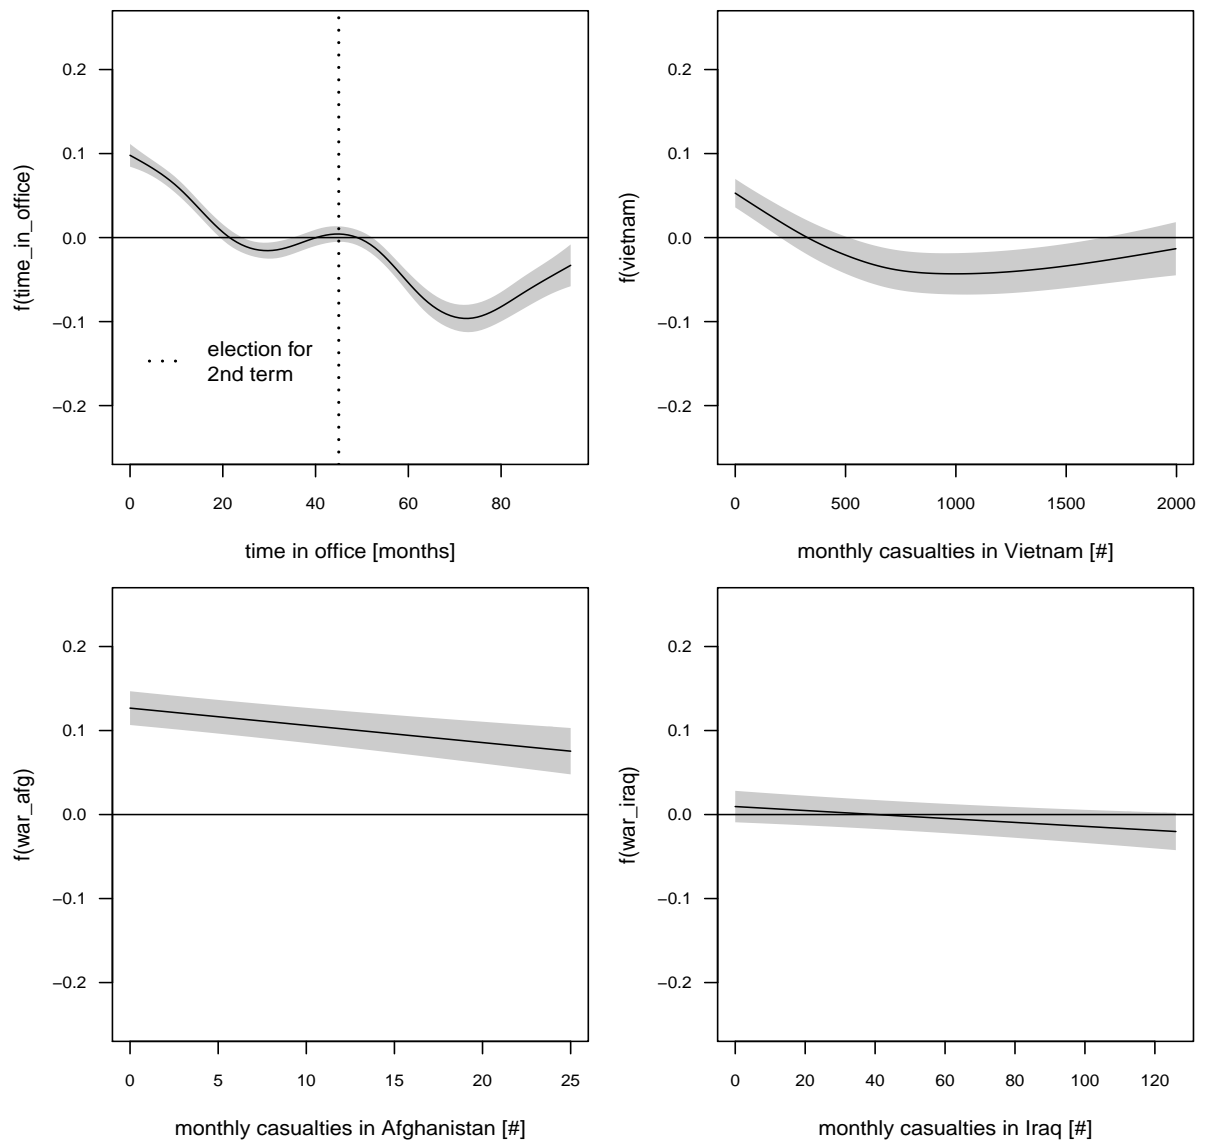 0.2
0.1
0.0
−0.1
−0.2
f(time_in_office)
election for
2nd term
0 20 40 60 80
time in office [months]
0.2
0.1
0.0
−0.1
−0.2
f(vietnam)
0 500 1000 1500 2000
monthly casualties in Vietnam [#]
0.2
0.1
0.0
−0.1
−0.2
f(war_afg)
0 5 10 15 20 25
monthly casualties in Afghanistan [#]
0.2
0.1
0.0
−0.1
−0.2
f(war_iraq)
0 20 40 60 80 100 120
monthly casualties in Iraq [#]